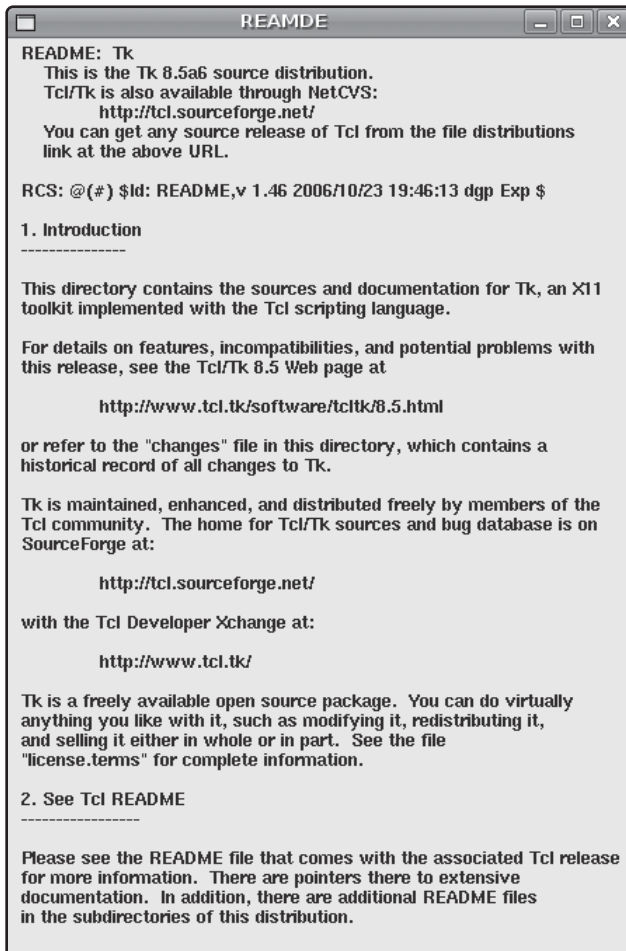 REAMDE
README: Tk
This is the Tk 8.5a6 source distribution.
Tcl/Tk is also available through NetCVS:
http://tcl.sourceforge.net/
You can get any source release of Tcl from the file distributions
link at the above URL.
RCS: @(#) $Id: README,v 1.46 2006/10/23 19:46:13 dgp Exp $
1. Introduction
---------------
This directory contains the sources and documentation for Tk, an X11
toolkit implemented with the Tcl scripting language.
For details on features, incompatibilities, and potential problems with
this release, see the Tcl/Tk 8.5 Web page at
http://www.tcl.tk/software/tcltk/8.5.html
or refer to the "changes" file in this directory, which contains a
historical record of all changes to Tk.
Tk is maintained, enhanced, and distributed freely by members of the
Tcl community.  The home for Tcl/Tk sources and bug database is on
SourceForge at:
http://tcl.sourceforge.net/
with the Tcl Developer Xchange at:
http://www.tcl.tk/
Tk is a freely available open source package.  You can do virtually
anything you like with it, such as modifying it, redistributing it,
and selling it either in whole or in part.  See the file
"license.terms" for complete information.
2. See Tcl README
-----------------
Please see the README file that comes with the associated Tcl release
for more information.  There are pointers there to extensive
documentation.  In addition, there are additional README files
in the subdirectories of this distribution.